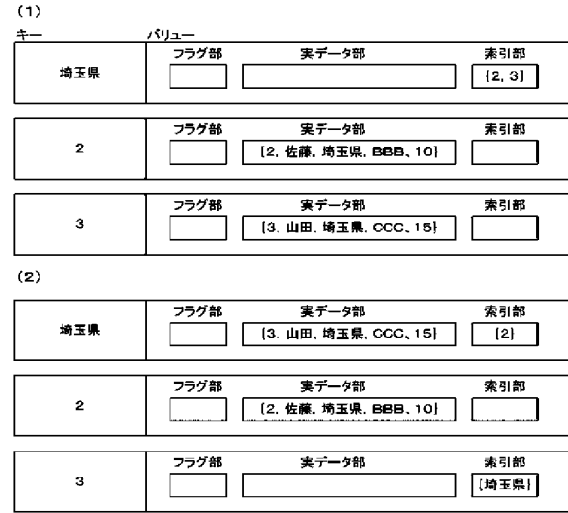 (1)
キー バリュー
フラグ部 実データ部 索引部
埼玉県 {2, 3}
フラグ部 実データ部 索引部
2 {2, 佐藤, 埼玉県, BBB、10}
フラグ部 実データ部 索引部
3 {3. 山田, 埼玉県, CCC、15}
(2)
フラグ部 実データ部 索引部
埼玉県 {3. 山田, 埼玉県, CCC、15} {2}
フラグ部 実データ部 索引部
2 {2, 佐藤, 埼玉県, BBB、10}
フラグ部 実データ部 索引部
3 {埼玉県}